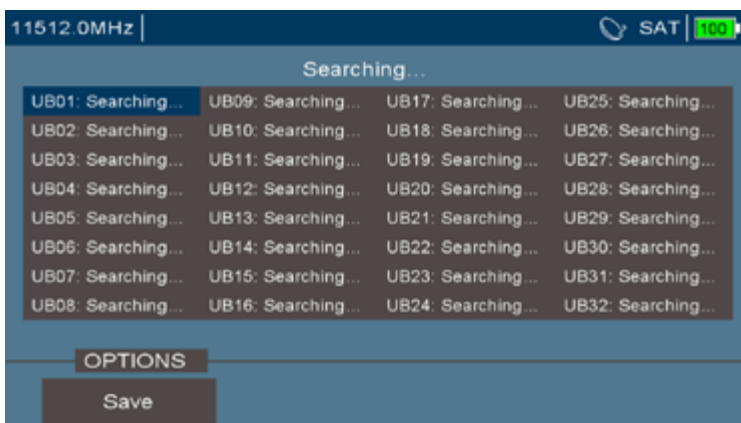 11512.0MHz SAT 100
Searching...
UB01: Searching... UB09: Searching... UB17: Searching... UB25: Searching...
UB02: Searching... UB10: Searching... UB18: Searching... UB26: Searching...
UB03: Searching... UB11: Searching... UB19: Searching... UB27: Searching...
UB04: Searching... UB12: Searching... UB20: Searching... UB28: Searching...
UB05: Searching... UB13: Searching... UB21: Searching... UB29: Searching...
UB06: Searching... UB14: Searching... UB22: Searching... UB30: Searching...
UB07: Searching... UB15: Searching... UB23: Searching... UB31: Searching...
UB08: Searching... UB16: Searching... UB24: Searching... UB32: Searching...
OPTIONS
Save